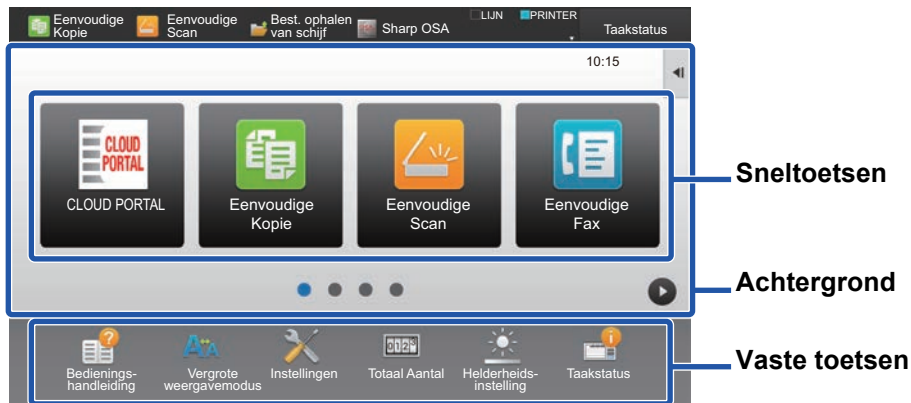 Eenvoudige Kopie
Eenvoudige Scan
Best. ophalen van schijf
Sharp OSA
LIJN
PRINTER
Taakstatus
10:15
CLOUD PORTAL
CLOUD PORTAL
Eenvoudige
Kopie
Eenvoudige
Scan
Eenvoudige
Fax
Sneltoetsen
Achtergrond
012
Bedienings-
handleiding
Vergrote
weergavemodus
Instellingen
Totaal Aantal
Helderheids-
instelling
Taakstatus
Vaste toetsen